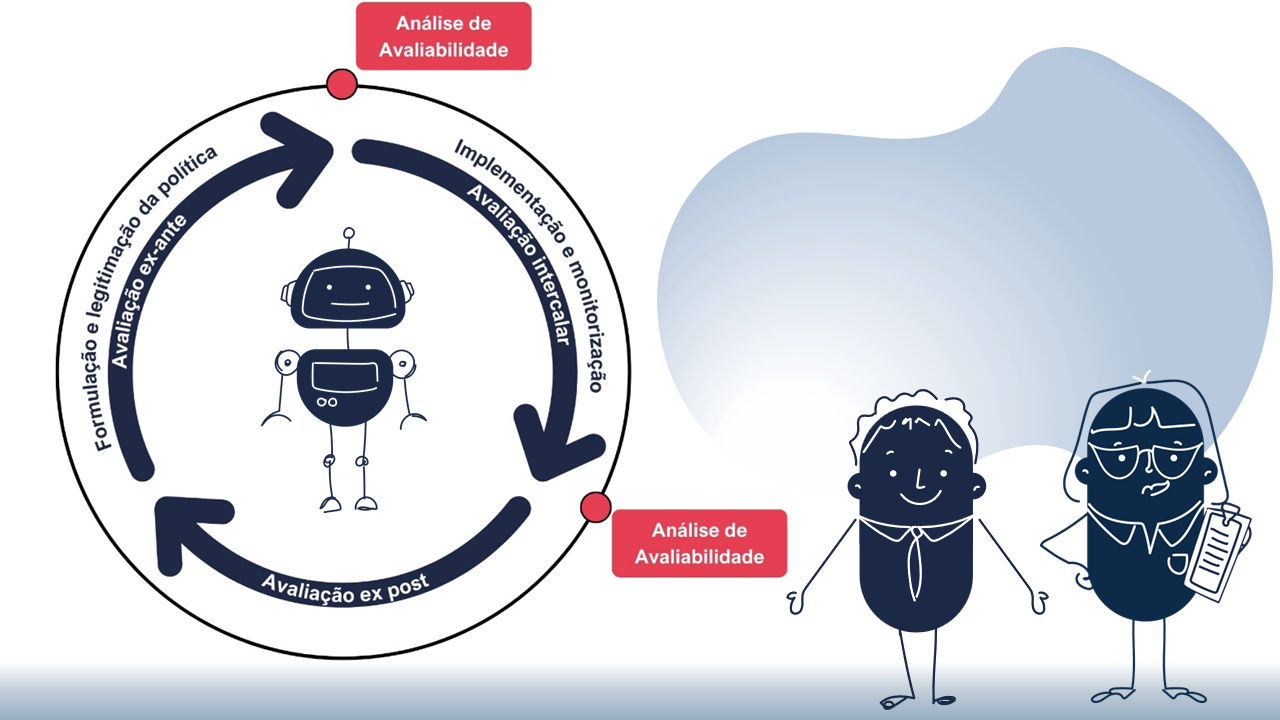 Análise de
Avaliabilidade
Formulação e legitimação da política
Avaliação ex-ante
Implementação e monitorização
Avaliação intercalar
Análise de
Avaliabilidade
Avaliação ex post